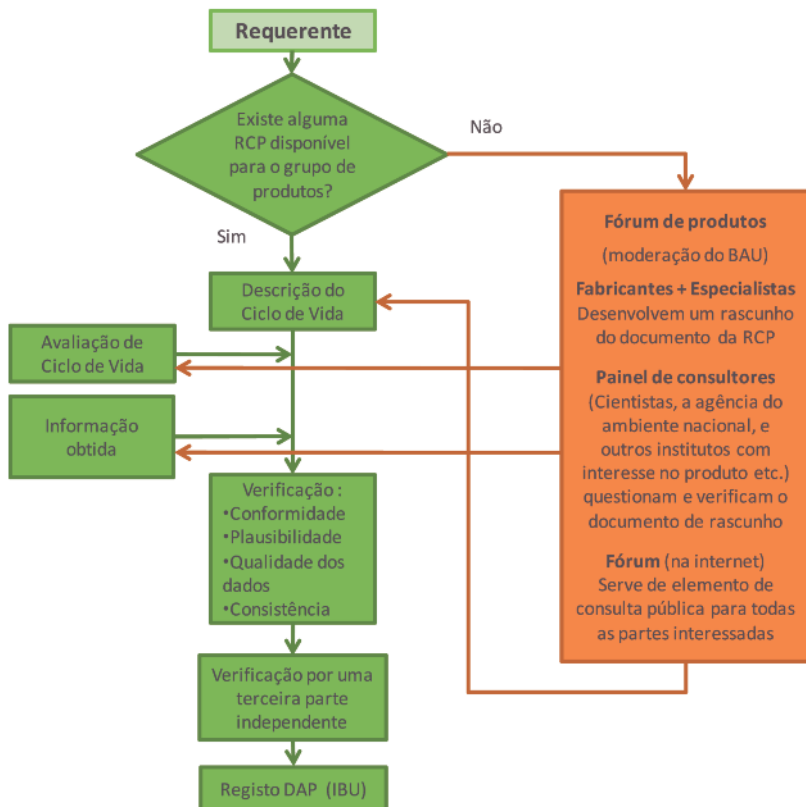 Requerente
Existe alguma
RCP disponível
para o grupo de
produtos?
Não
Sim
Descrição do
Ciclo de Vida
Avaliação de
Ciclo de Vida
Informação
obtida
Verificação :
•Conformidade
•Plausibilidade
•Qualidade dos
dados
•Consistência
Verificação por uma
terceira parte
independente
Registo DAP (IBU)
Fórum de produtos
(moderação do BAU)
Fabricantes + Especialistas
Desenvolvem um rascunho
do documento da RCP
Painel de consultores
(Cientistas, a agência do
ambiente nacional, e
outros institutos com
interesse no produto etc.)
questionam e verificam o
documento de rascunho
Fórum (na internet)
Serve de elemento de
consulta pública para todas
as partes interessadas